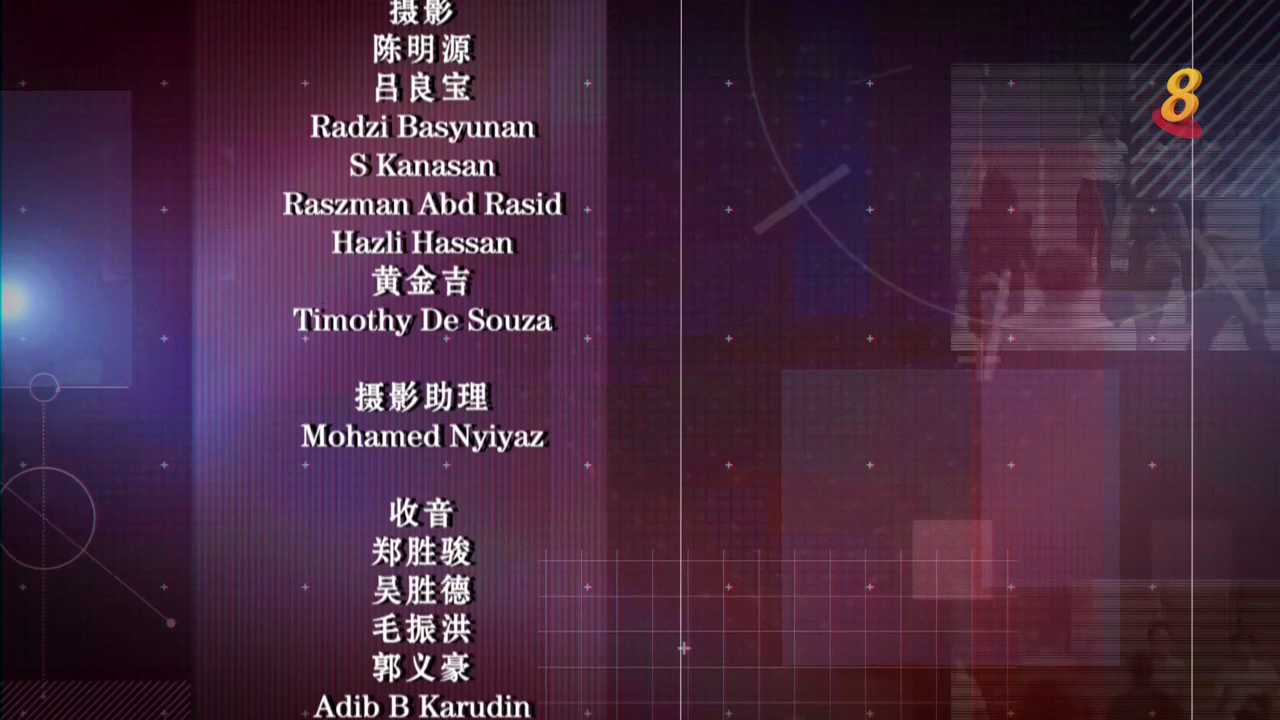 摄影
陈明源
吕良宝
Radzi Basyunan
S Kanasan
Raszman Abd Rasid
Hazli Hassan
黄金吉
Timothy De Souza
摄影助理
Mohamed Nyiyaz
收音
郑胜骏
吴胜德
毛振洪
郭义豪
Adib B Karudin
8